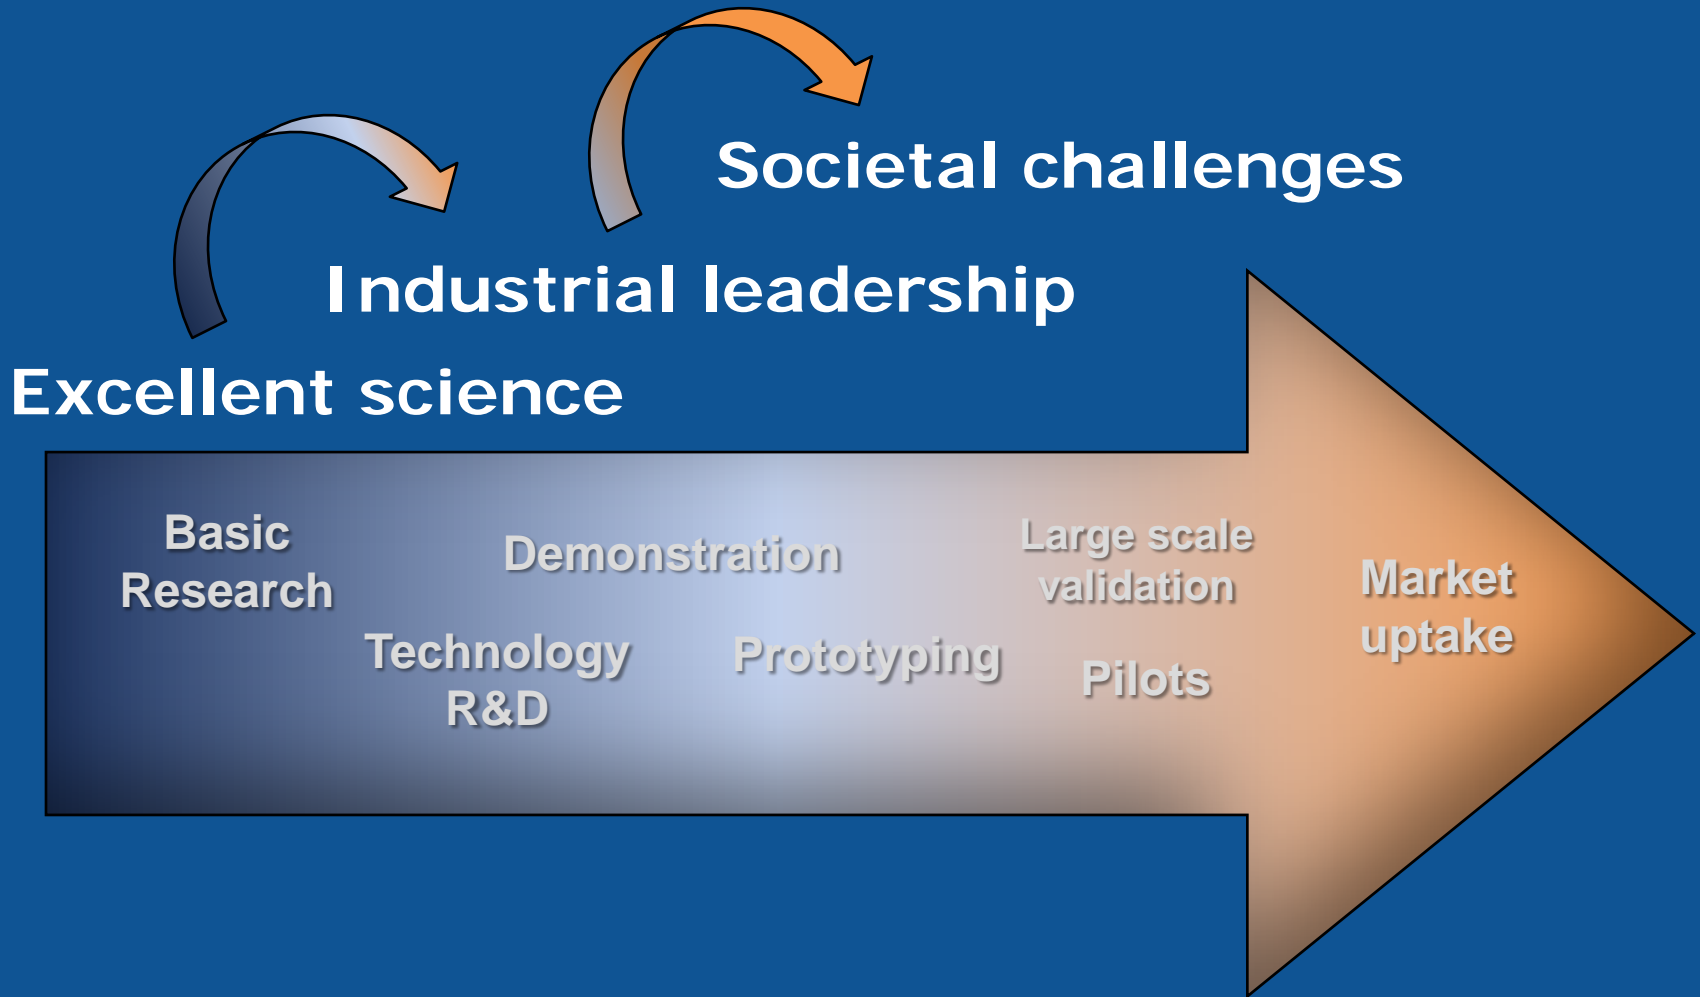 Societal challenges
Industrial leadership
Excellent science
Basic
Research
Demonstration
Large scale
validation
Market
uptake
Technology
R&D
Prototyping
Pilots